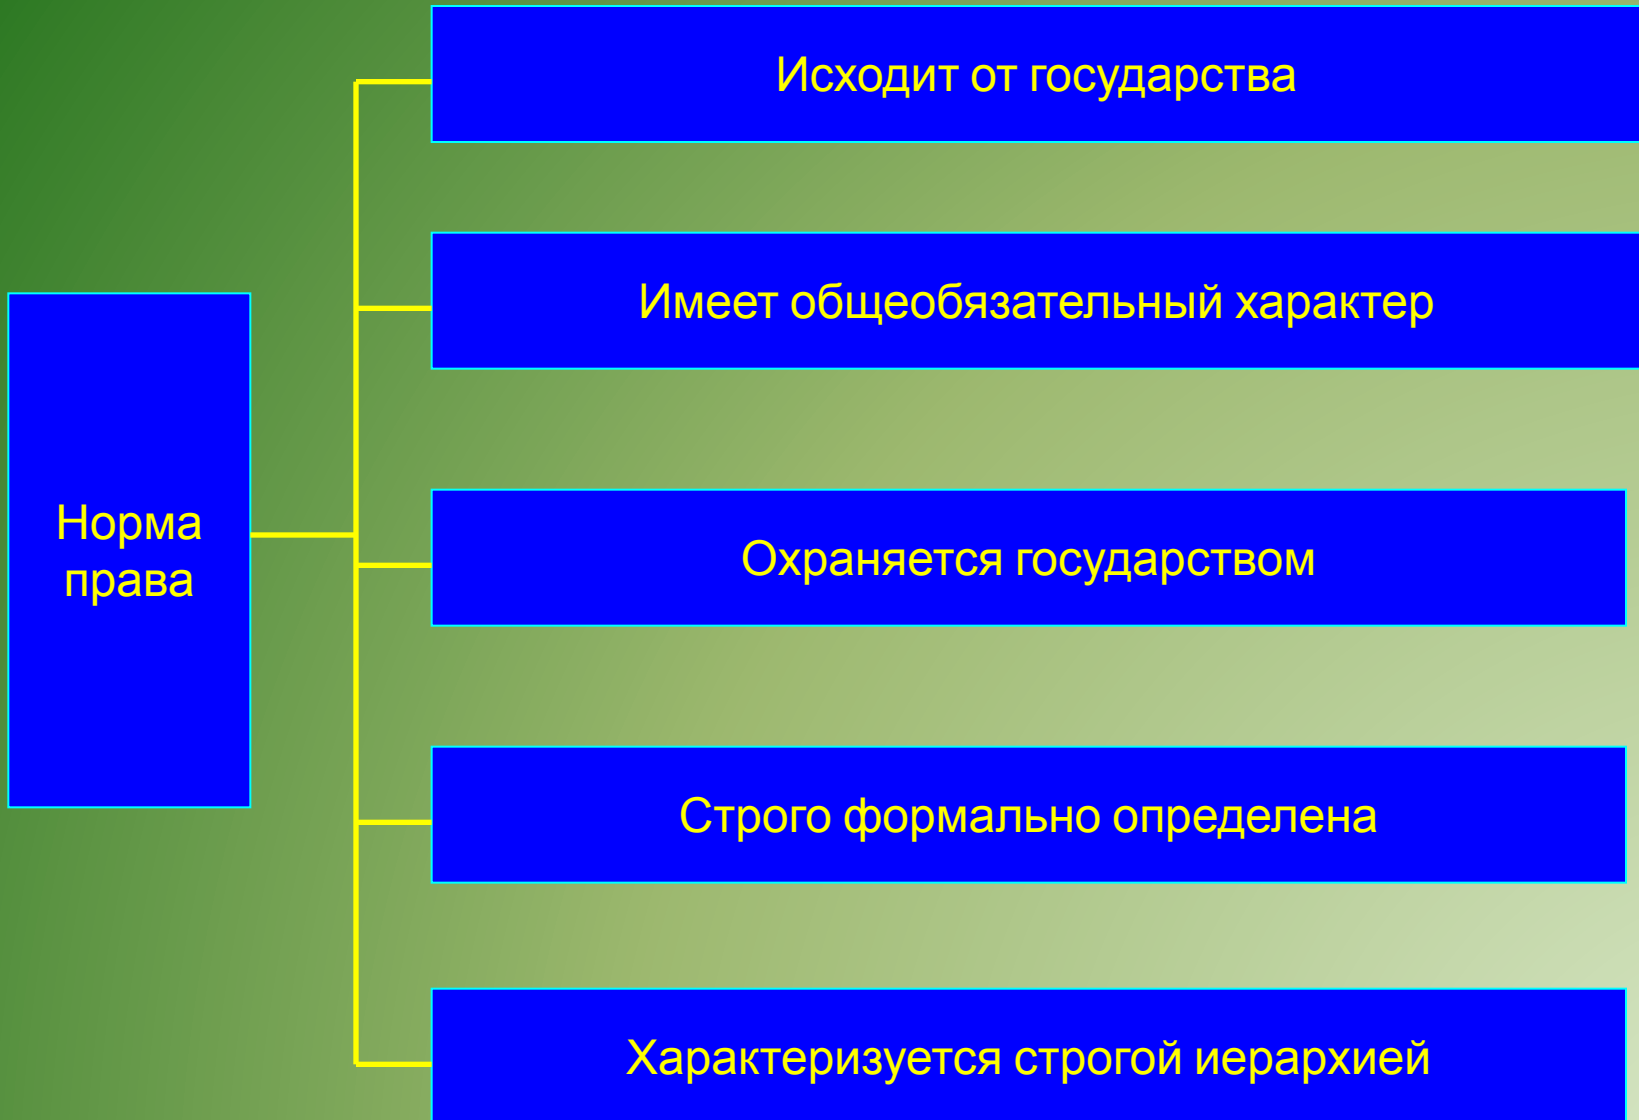 Норма
права
Исходит от государства
Имеет общеобязательный характер
Охраняется государством
Строго формально определена
Характеризуется строгой иерархией